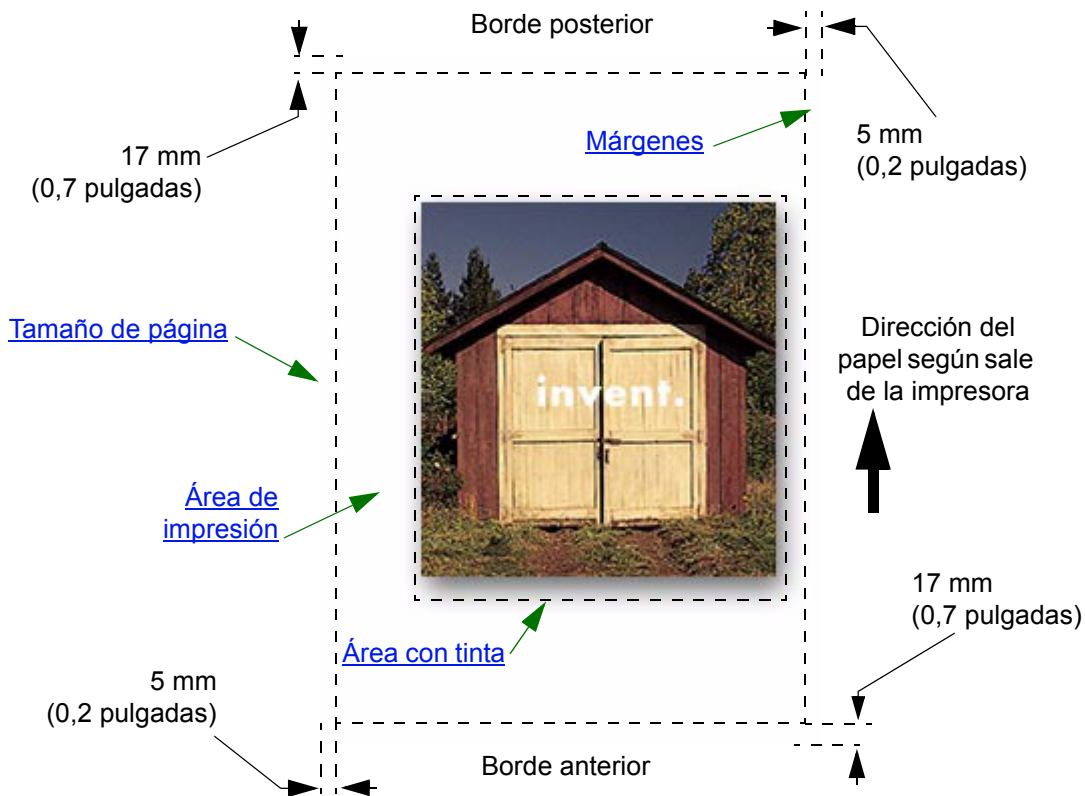 Borde posterior
Márgenes
5 mm
(0,2 pulgadas)
17 mm
(0,7 pulgadas)
Tamaño de página
invent.
Dirección del
papel según sale
de la impresora
Área de
impresión
17 mm
(0,7 pulgadas)
Área con tinta
5 mm
(0,2 pulgadas)
Borde anterior